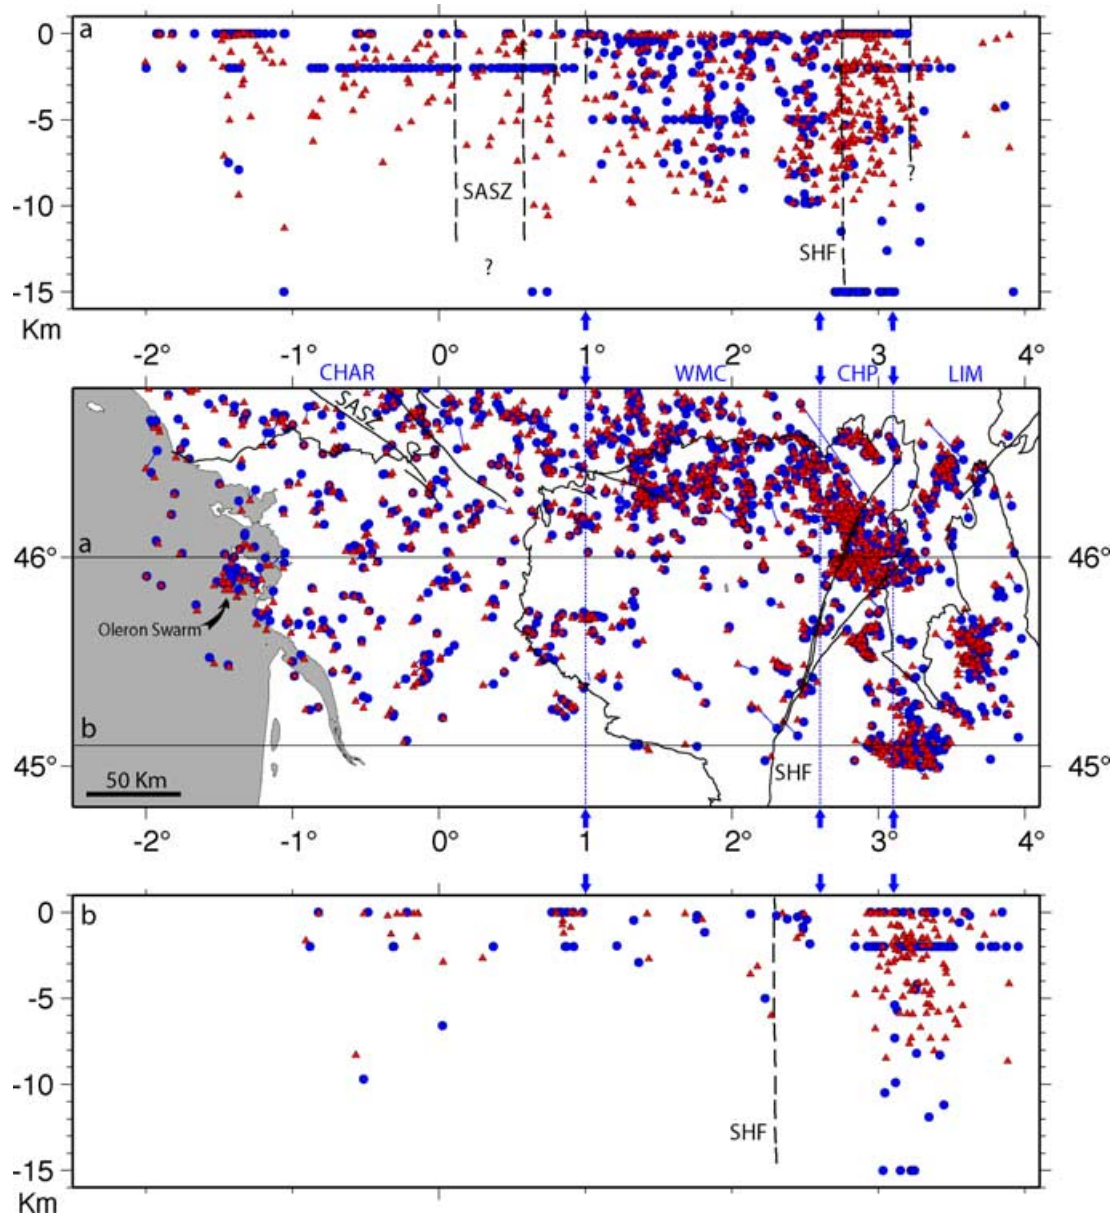 0
a
-5
SASZ
?
-10
SHF
?
-15
Km
-2° -1° 0° 1° 2° 3° 4°
CHAR WMC CHP LIM
SASZ
a
46° 46°
Oleron Swarm
b
45° 45°
50 Km
SHF
-2° -1° 0° 1 2° 3° 4°
b
0
-5
-10
SHF
-15
Km